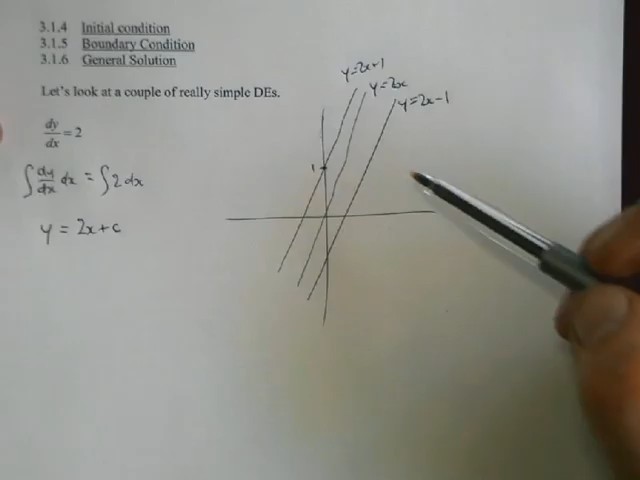 3.1.4 Initial condition
3.1.5 Boundary Condition
3.1.6 General Solution
Let's look at a couple of really simple DEs.
dy/dx = 2
∫ dy/dx dx = ∫ 2 dx
y = 2x + c
y = 2x+1
y = 2x
y = 2x - 1
1